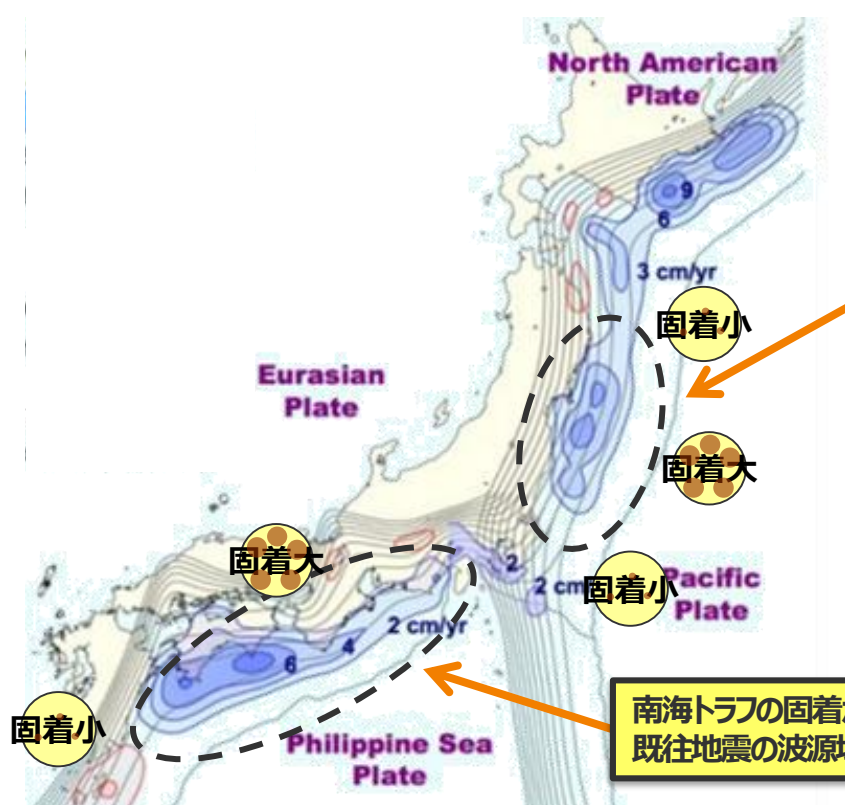 North American
Plate
9
6
3 cm/yr
固着小
Eurasian
Plate
固着大
固着大
2
2 cm
固着小
Pacific
Plate
2 cm/yr
4
6
固着小
南海トラフの固着
既往地震の波源
Philippine Sea
Plate